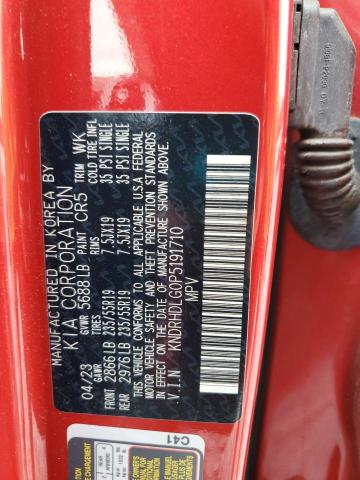 MANUFACTURED BY
KIA CORPORATION
IN KOREA
04/23 GVWR 5688LB PAINT CR5 TRIM WK
GAWR TIRES RIMS COLD TIRE INFL
FRONT 2866LB 235/55R19 7.5JX19 35 PSI SINGLE
REAR 2976LB 235/55R19 7.5JX19 35 PSI SINGLE
THIS VEHICLE CONFORMS TO ALL APPLICABLE FEDERAL
MOTOR VEHICLE SAFETY AND THEFT PREVENTION STANDARDS
IN EFFECT ON THE DATE OF MANUFACTURE SHOWN ABOVE.
V.I.N. KNDRHDLG0P5191710
MPV
C41